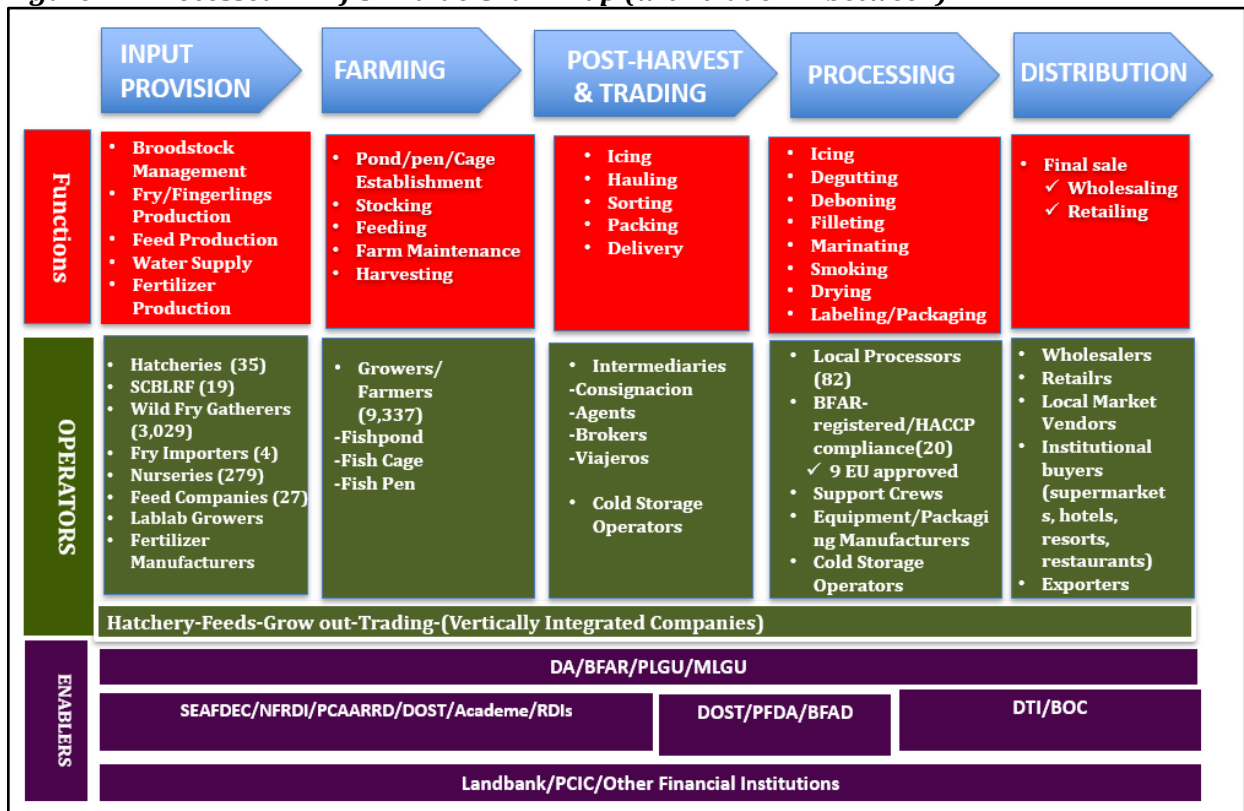 INPUT
PROVISION
FARMING
POST-HARVEST
& TRADING
PROCESSING
DISTRIBUTION
Functions
• Broodstock
Management
• Fry/Fingerlings
Production
• Feed Production
• Water Supply
• Fertilizer
Production
• Pond/pen/Cage
Establishment
• Stocking
• Feeding
• Farm Maintenance
• Harvesting
• Icing
• Hauling
• Sorting
• Packing
• Delivery
• Icing
• Degutting
• Deboning
• Filleting
• Marinating
• Smoking
• Drying
• Labeling/Packaging
• Final sale
✓ Wholesaling
✓ Retailing
OPERATORS
• Hatcheries (35)
• SCBLRF (19)
• Wild Fry Gatherers
(3,029)
• Fry Importers (4)
• Nurseries (279)
• Feed Companies (27)
• Lablab Growers
• Fertilizer
Manufacturers
• Growers/
Farmers
(9,337)
-Fishpond
-Fish Cage
-Fish Pen
• Intermediaries
-Consignacion
-Agents
-Brokers
-Viajeros
• Cold Storage
Operators
• Local Processors
(82)
• BFAR-
registered/HACCP
compliance(20)
✓ 9 EU approved
• Support Crews
• Equipment/Packagi
ng Manufacturers
• Cold Storage
Operators
• Wholesalers
• Retailrs
• Local Market
Vendors
• Institutional
buyers
(supermarket
s, hotels,
resorts,
restaurants)
• Exporters
Hatchery-Feeds-Grow out-Trading-(Vertically Integrated Companies)
ENABLERS
DA/BFAR/PLGU/MLGU
SEAFDEC/NFRDI/PCAARRD/DOST/Academe/RDIs
DOST/PFDA/BFAD
DTI/BOC
Landbank/PCIC/Other Financial Institutions